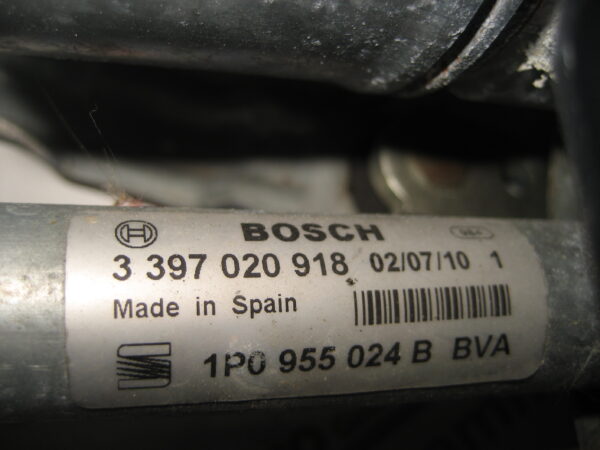 BOSCH
3 397 020 918 02/07/10 1
Made in Spain
1P0 955 024 B BVA